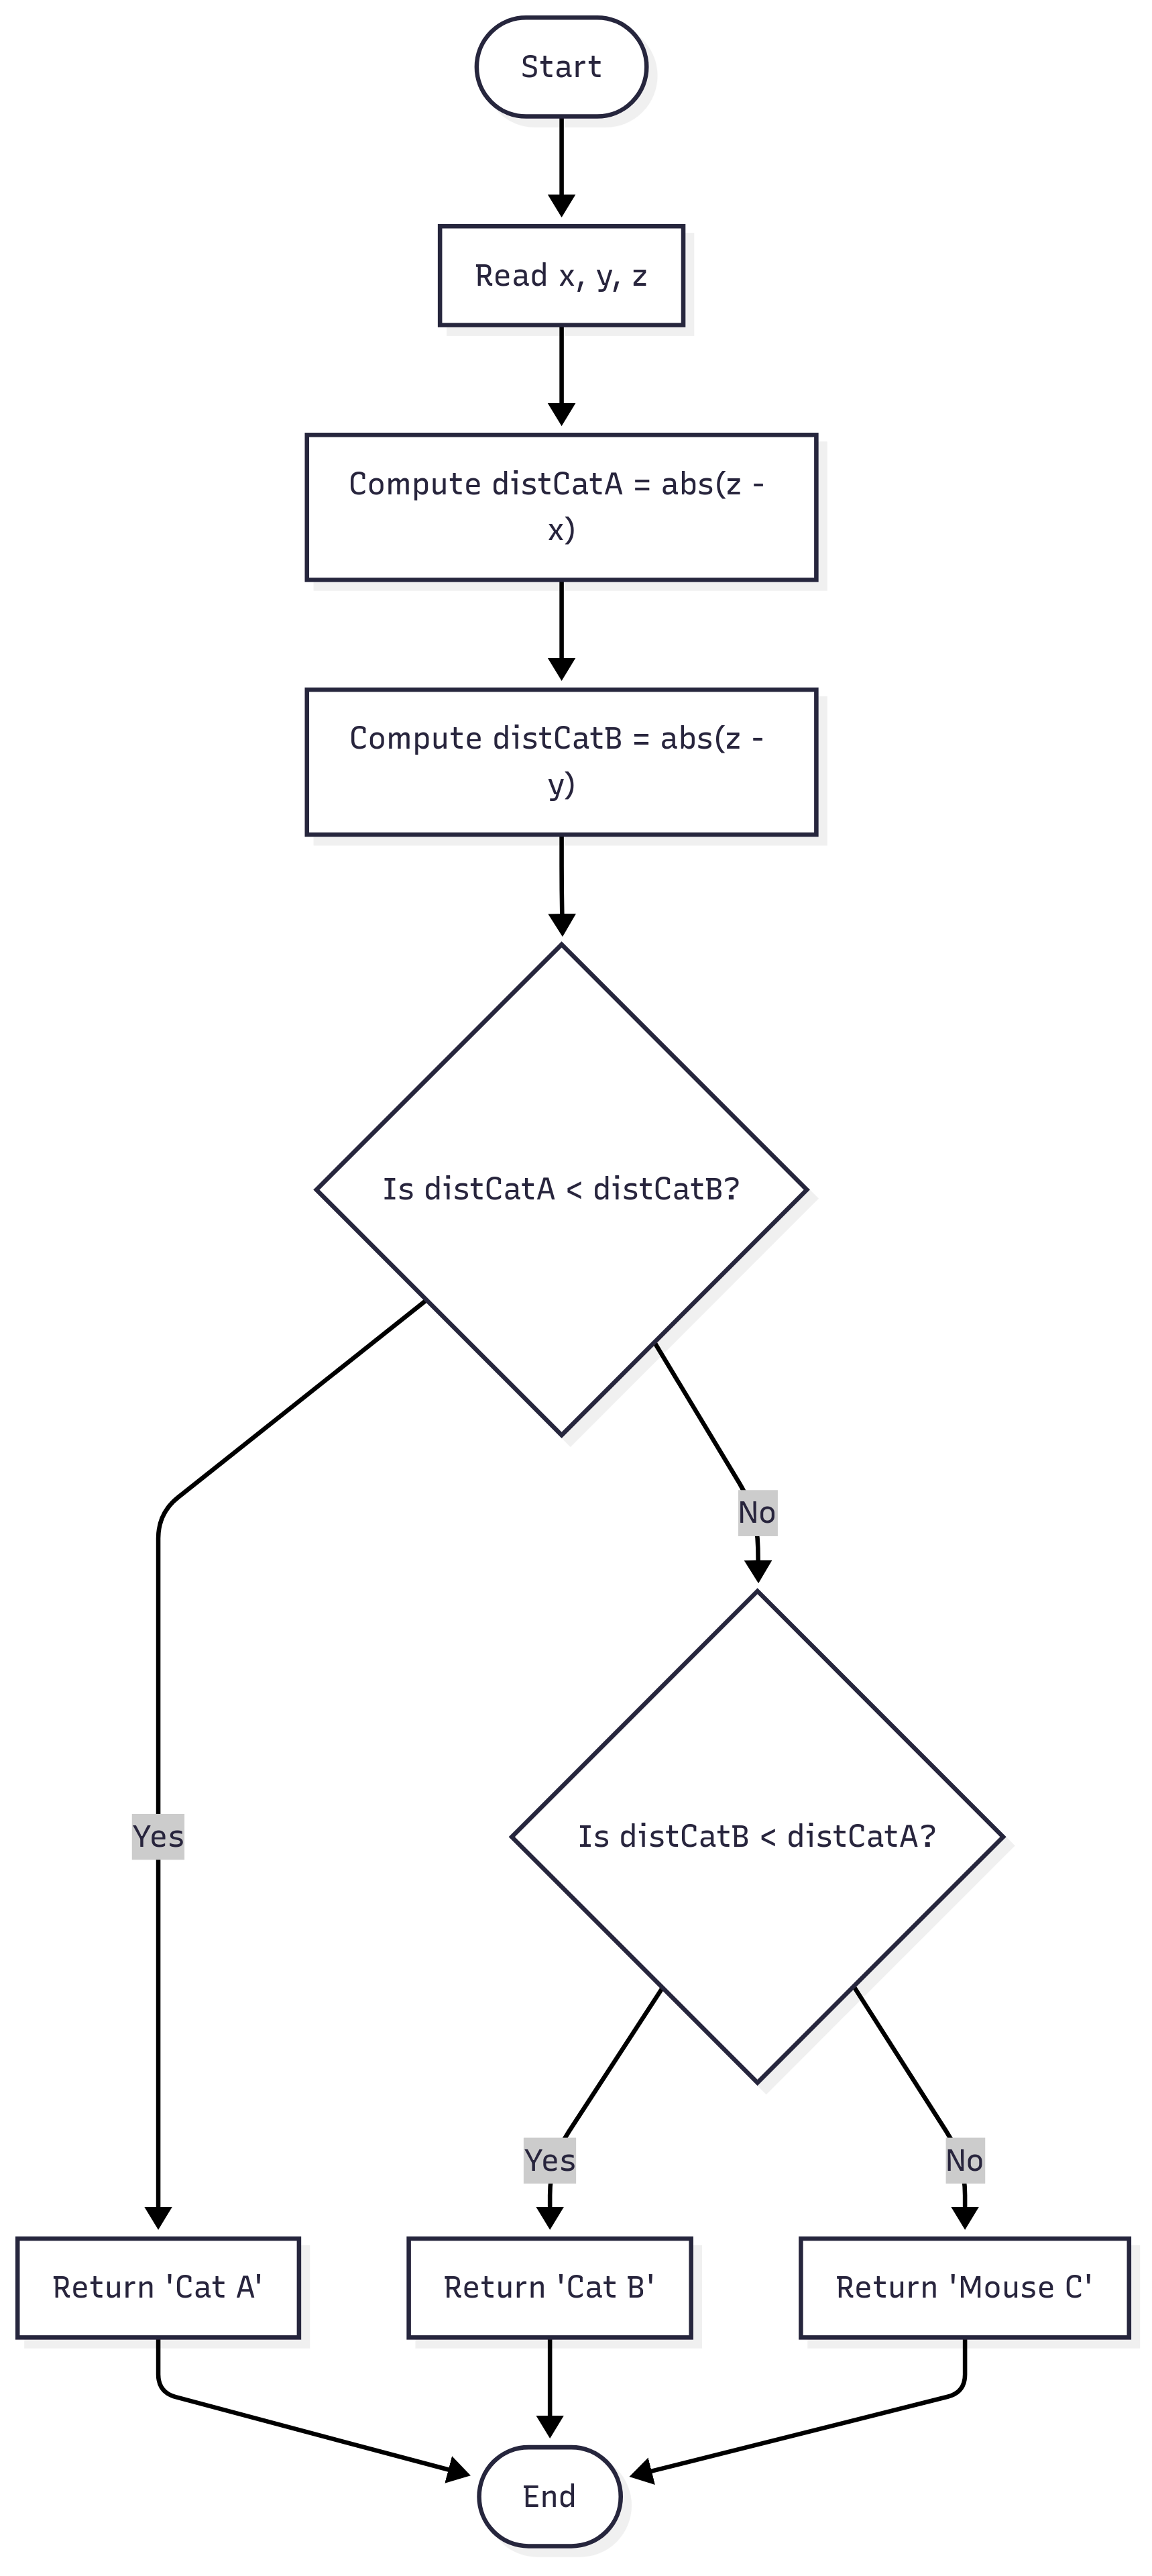 Start
Read x, y, z
Compute distCatA = abs(z -
x)
Compute distCatB = abs(z -
y)
Is distCatA < distCatB?
No
Yes
Is distCatB < distCatA?
Yes
No
Return 'Cat A'
Return 'Cat B'
Return 'Mouse C'
End